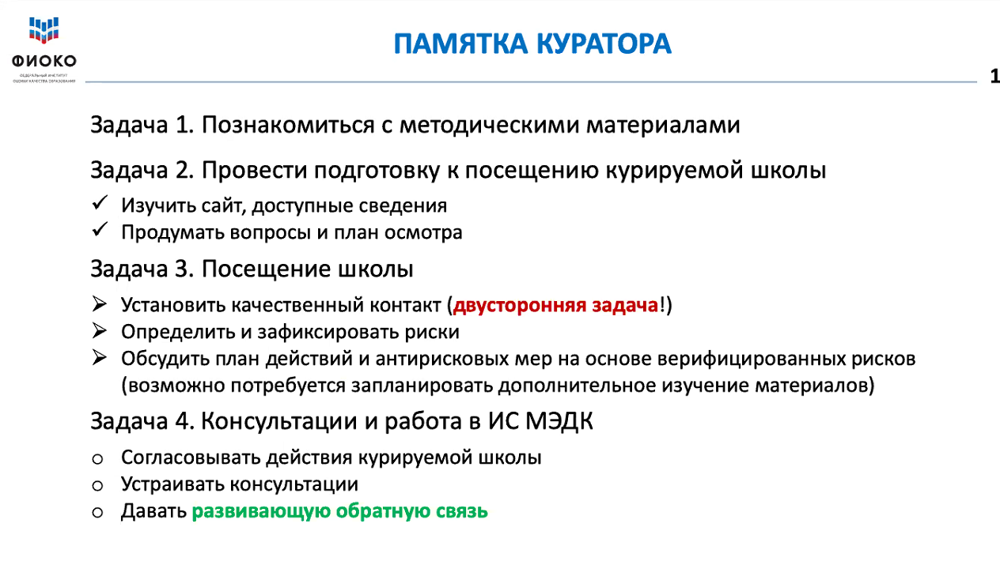 ФИОКО
ФЕДЕРАЛЬНЫЙ ИНСТИТУТ
ОЦЕНКИ КАЧЕСТВА ОБРАЗОВАНИЯ
ПАМЯТКА КУРАТОРА
1
Задача 1. Познакомиться с методическими материалами
Задача 2. Провести подготовку к посещению курируемой школы
✓ Изучить сайт, доступные сведения
✓ Продумать вопросы и план осмотра
Задача 3. Посещение школы
➢ Установить качественный контакт (двусторонняя задача!)
➢ Определить и зафиксировать риски
➢ Обсудить план действий и антирисковых мер на основе верифицированных рисков
(возможно потребуется запланировать дополнительное изучение материалов)
Задача 4. Консультации и работа в ИС МЭДК
o Согласовывать действия курируемой школы
o Устраивать консультации
o Давать развивающую обратную связь